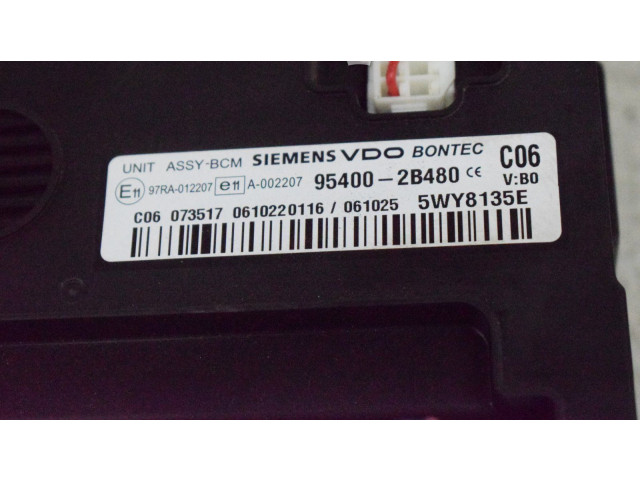 UNIT ASSY-BCM SIEMENS VDO BONTEC C06
E11 97RA-012207 e11 A-002207 95400-2B480 CE V:B0
C06 073517 0610220116 / 061025 5WY8135E